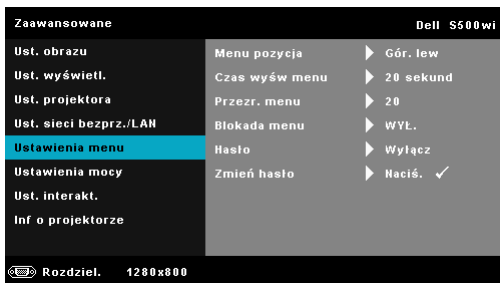 Zaawansowane Dell S500wi
Ust. obrazu
Ust. wyświetl.
Ust. projektora
Ust. sieci bezprz./LAN
Ustawienia menu
Ustawienia mocy
Ust. interakt.
Inf o projektorze
Menu pozycja Gór. lew
Czas wyśw menu 20 sekund
Przezr. menu 20
Blokada menu WYŁ.
Hasło Wyłącz
Zmień hasło Naciś. ✓
Rozdziel. 1280x800